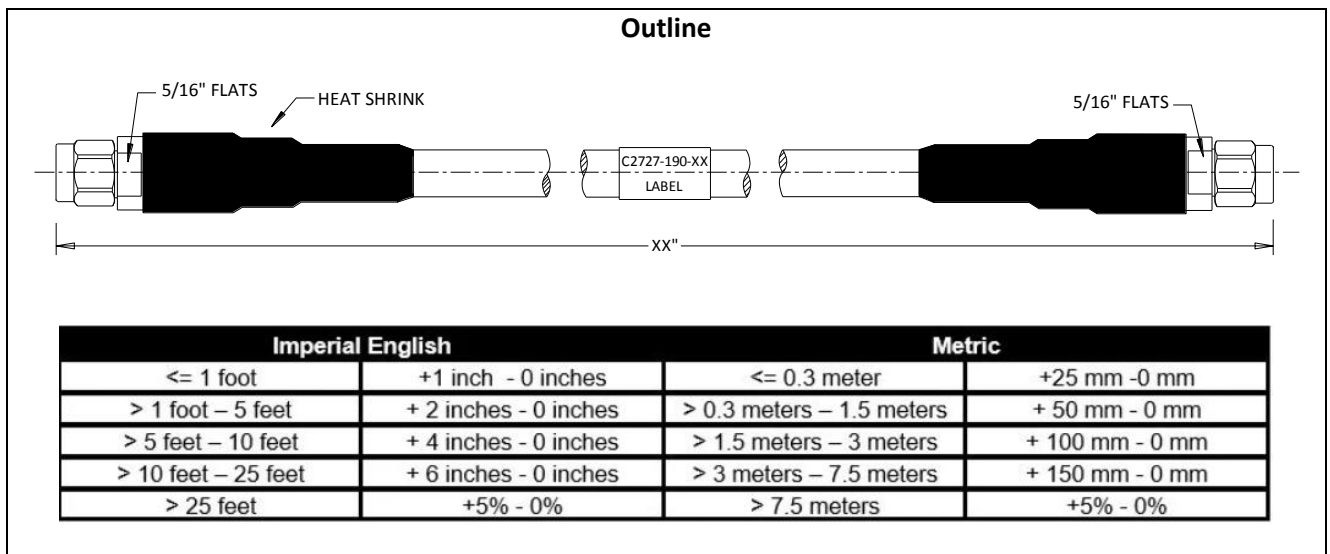 Outline
5/16" FLATS
HEAT SHRINK
5/16" FLATS
C2727-190-XX
LABEL
XX"
Imperial English Metric
<= 1 foot +1 inch - 0 inches <= 0.3 meter +25 mm -0 mm
> 1 foot – 5 feet + 2 inches - 0 inches > 0.3 meters – 1.5 meters + 50 mm - 0 mm
> 5 feet – 10 feet + 4 inches - 0 inches > 1.5 meters – 3 meters + 100 mm - 0 mm
> 10 feet – 25 feet + 6 inches - 0 inches > 3 meters – 7.5 meters + 150 mm - 0 mm
> 25 feet +5% - 0% > 7.5 meters +5% - 0%